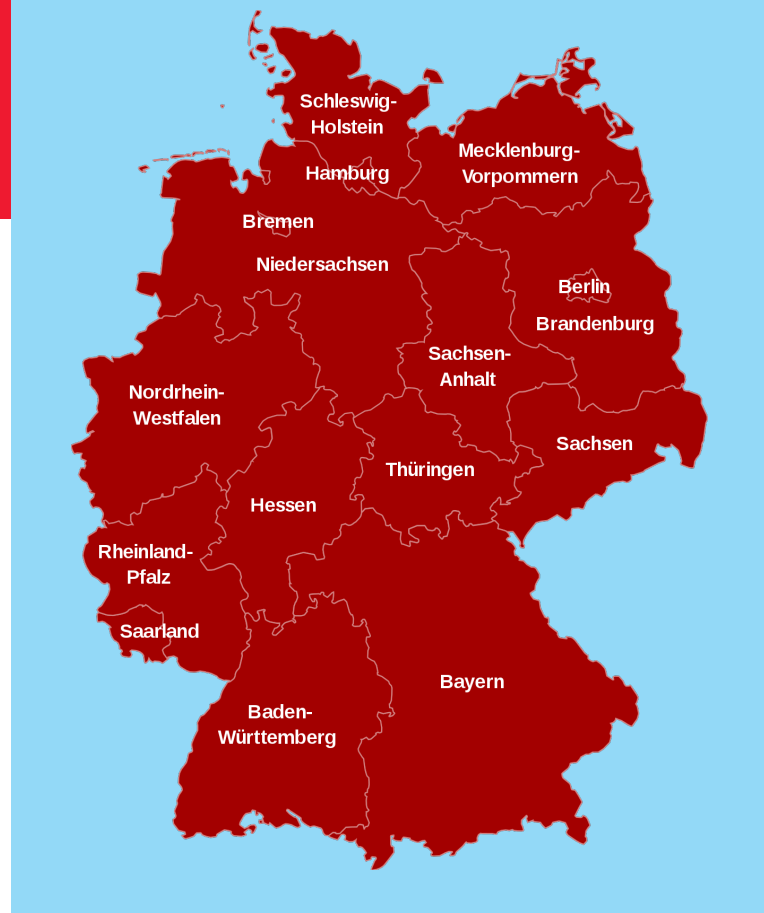 Schleswig-
Holstein
Mecklenburg-
Vorpommern
Hamburg
Bremen
Niedersachsen
Berlin
Brandenburg
Sachsen-
Anhalt
Nordrhein-
Westfalen
Sachsen
Thüringen
Hessen
Rheinland-
Pfalz
Saarland
Bayern
Baden-
Württemberg